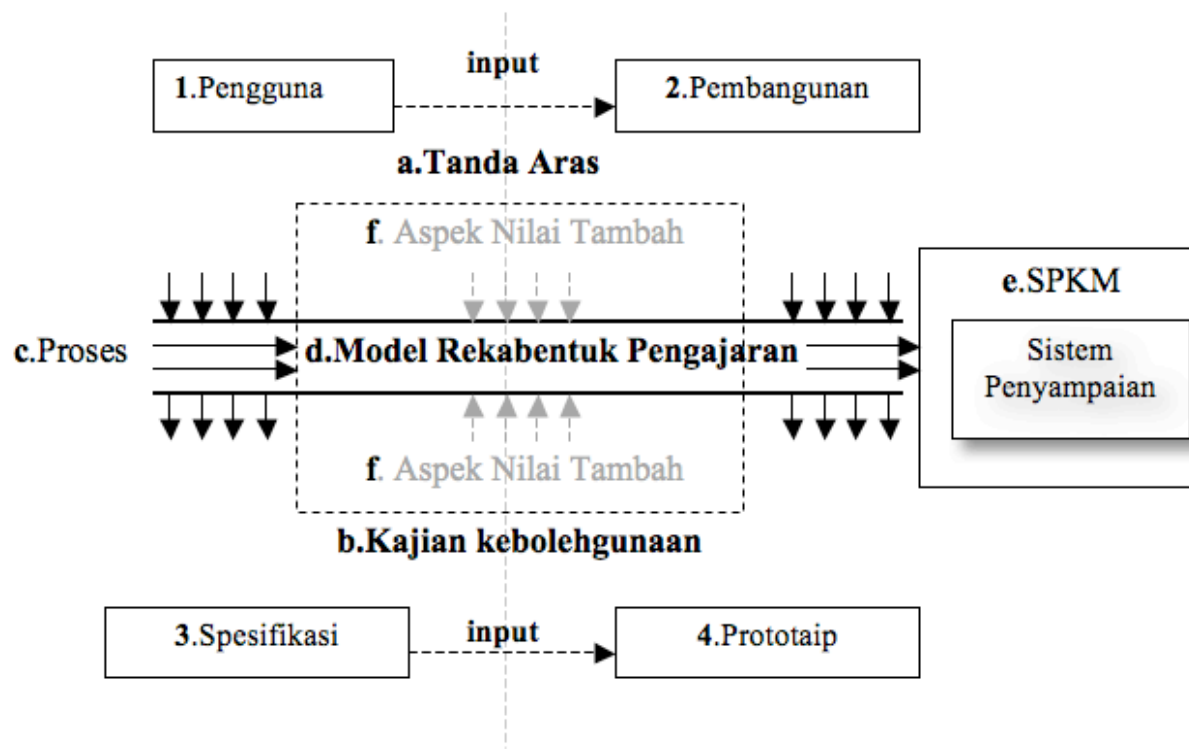 input
1.Pengguna
2.Pembangunan
a.Tanda Aras
f. Aspek Nilai Tambah
e.SPKM
c.Proses
d.Model Rekabentuk Pengajaran
Sistem
Penyampaian
f. Aspek Nilai Tambah
b.Kajian kebolehgunaan
3.Spesifikasi
input
4.Prototaip